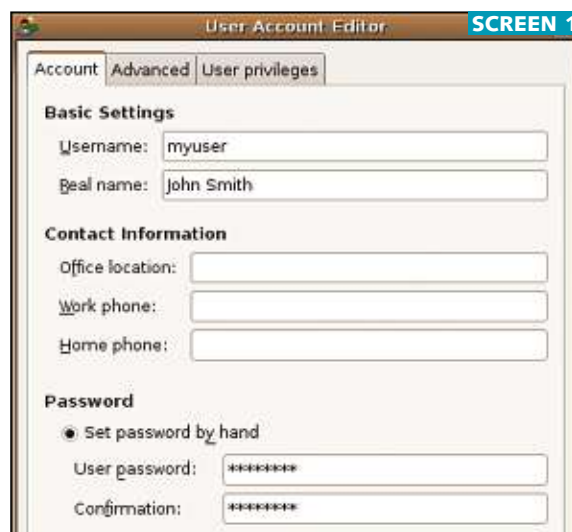 User Account Editor SCREEN 1
Account Advanced User privileges
Basic Settings
Username: myuser
Real name: John Smith
Contact Information
Office location:
Work phone:
Home phone:
Password
Set password by hand
User password: ********
Confirmation: ********